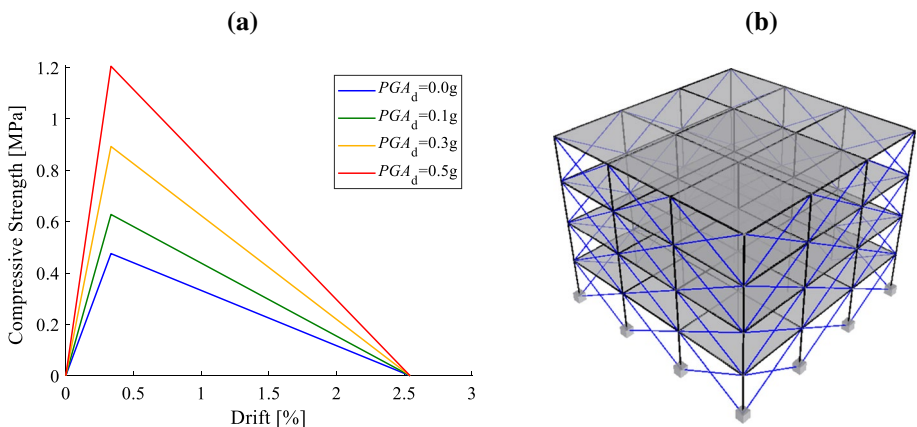 (a)
(b)
1.2
1
0.8
0.6
0.4
0.2
0
0
0.5
1
1.5
2
2.5
3
Compressive Strength [MPa]
Drift [%]
PGAd=0.0g
PGAd=0.1g
PGAd=0.3g
PGAd=0.5g